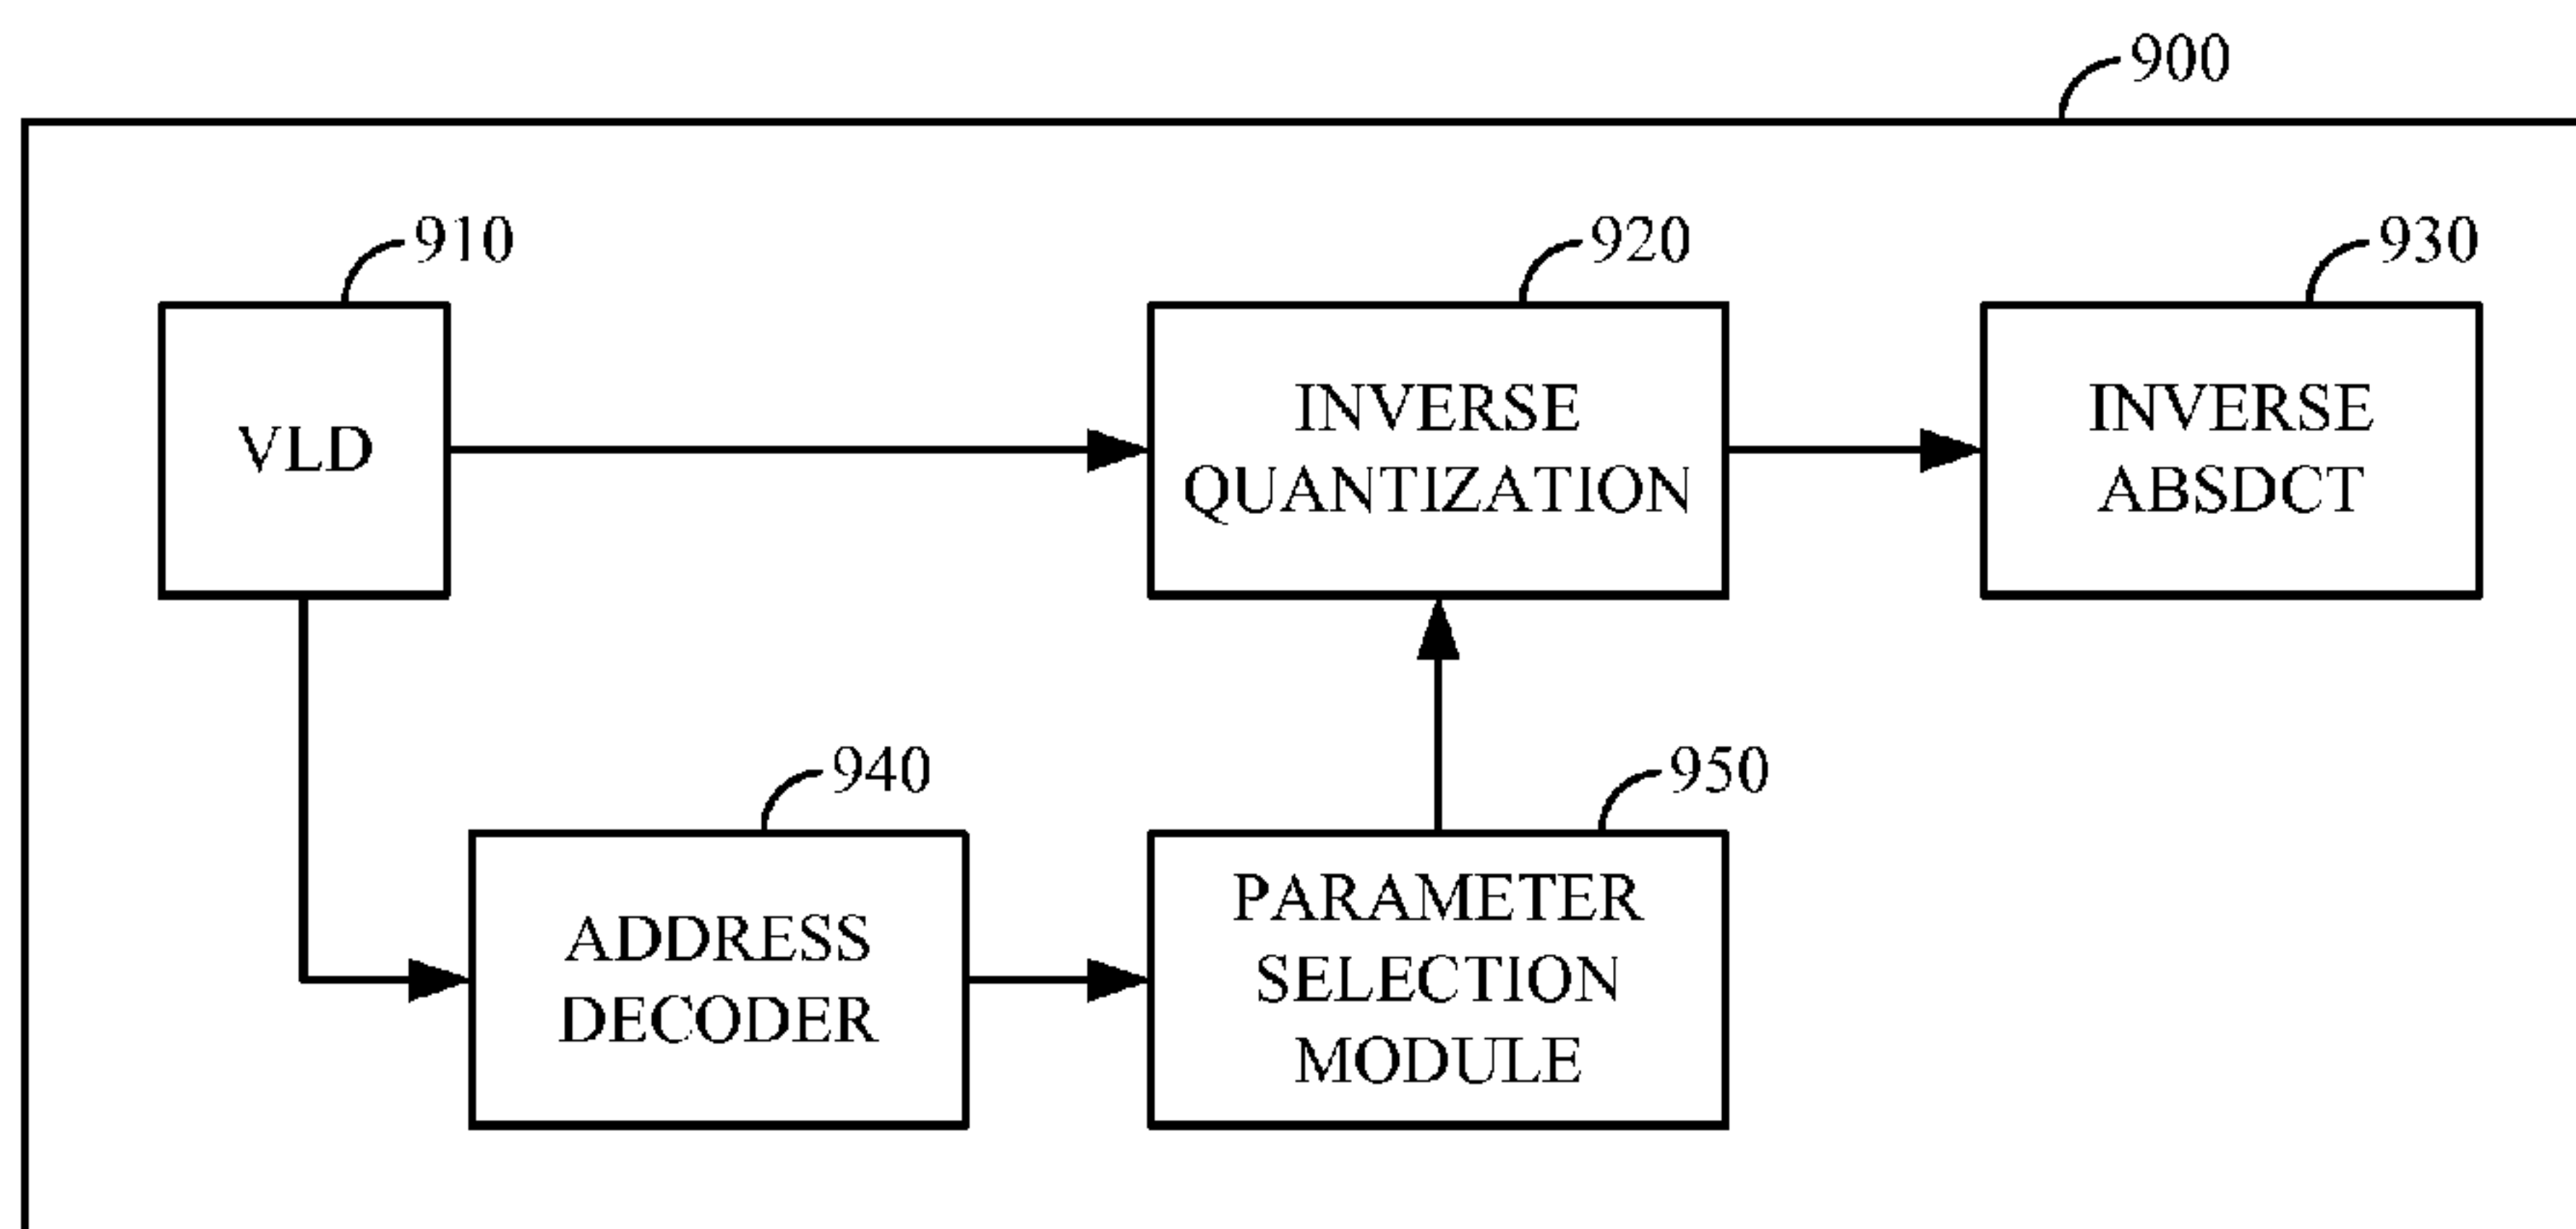 900
910
920
930
VLD
INVERSE
QUANTIZATION
INVERSE
ABSDCT
940
950
ADDRESS
DECODER
PARAMETER
SELECTION
MODULE